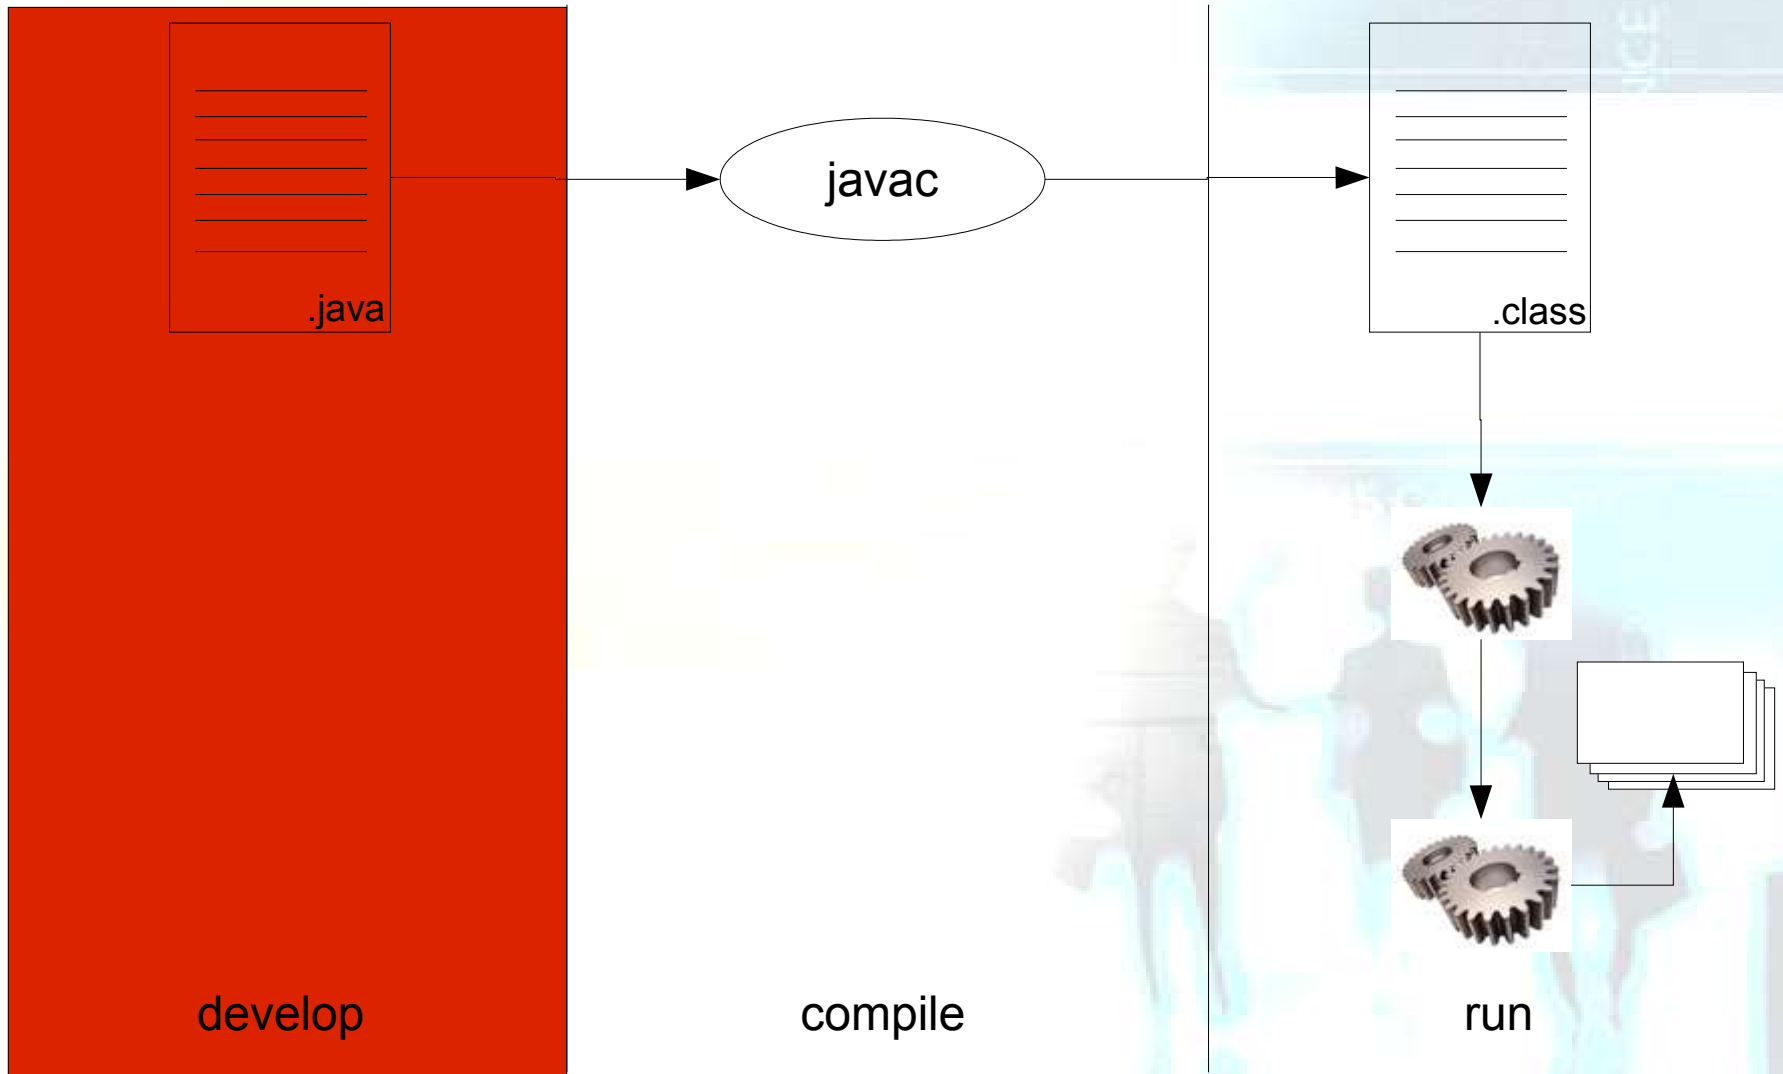 .java
javac
.class
develop
compile
run